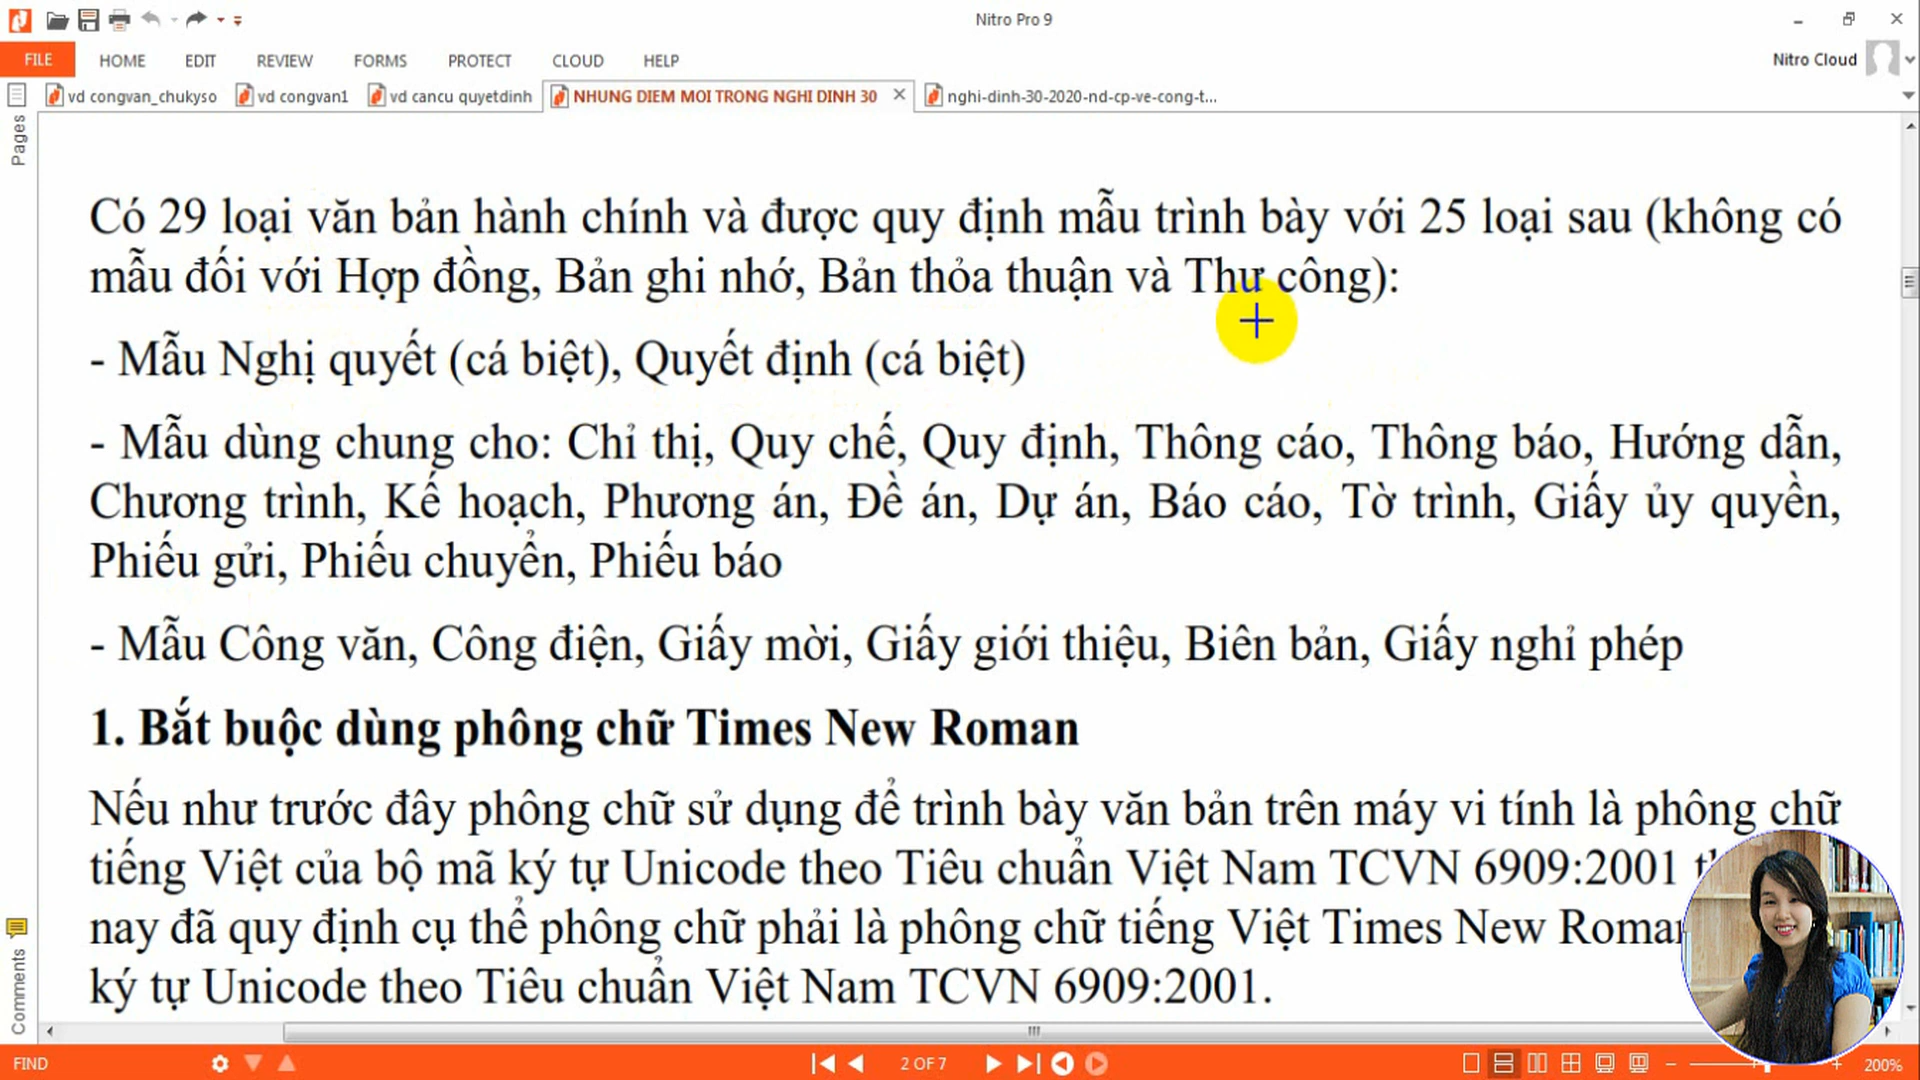 Nitro Pro 9
FILE HOME EDIT REVIEW FORMS PROTECT CLOUD HELP Nitro Cloud
vd congvan_chukyso vd congvan1 vd cancu quyetdinh NHUNG DIEM MOI TRONG NGHI DINH 30 nghi-dinh-30-2020-nd-cp-ve-cong-t...
Pages
Có 29 loại văn bản hành chính và được quy định mẫu trình bày với 25 loại sau (không có
mẫu đối với Hợp đồng, Bản ghi nhớ, Bản thỏa thuận và Thư công):
- Mẫu Nghị quyết (cá biệt), Quyết định (cá biệt)
- Mẫu dùng chung cho: Chỉ thị, Quy chế, Quy định, Thông cáo, Thông báo, Hướng dẫn,
Chương trình, Kế hoạch, Phương án, Đề án, Dự án, Báo cáo, Tờ trình, Giấy ủy quyền,
Phiếu gửi, Phiếu chuyển, Phiếu báo
- Mẫu Công văn, Công điện, Giấy mời, Giấy giới thiệu, Biên bản, Giấy nghỉ phép
1. Bắt buộc dùng phông chữ Times New Roman
Nếu như trước đây phông chữ sử dụng để trình bày văn bản trên máy vi tính là phông chữ
tiếng Việt của bộ mã ký tự Unicode theo Tiêu chuẩn Việt Nam TCVN 6909:2001
nay đã quy định cụ thể phông chữ phải là phông chữ tiếng Việt Times New Roman
ký tự Unicode theo Tiêu chuẩn Việt Nam TCVN 6909:2001.
Comments
FIND 2 OF 7 200%